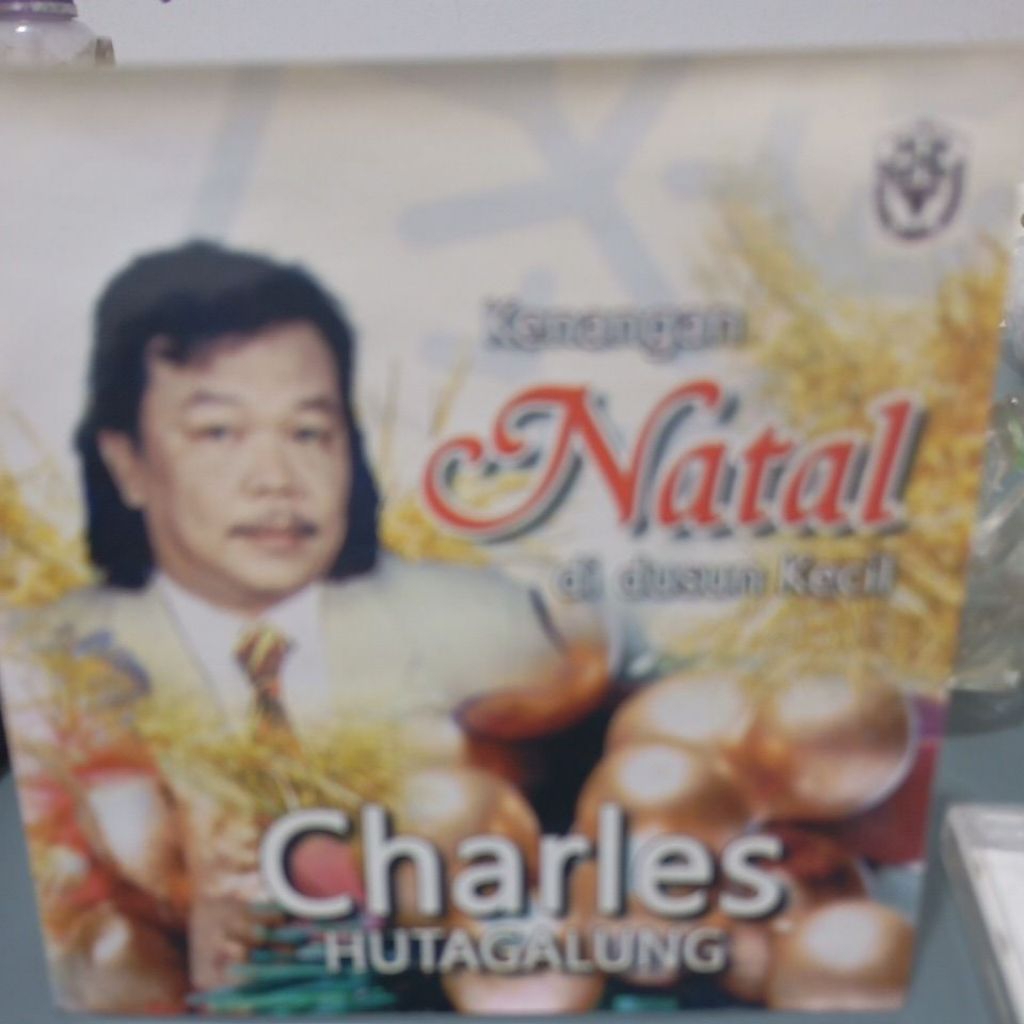 Kenangan
Natal
di dusun Kecil
Charles
HUTAGALUNG